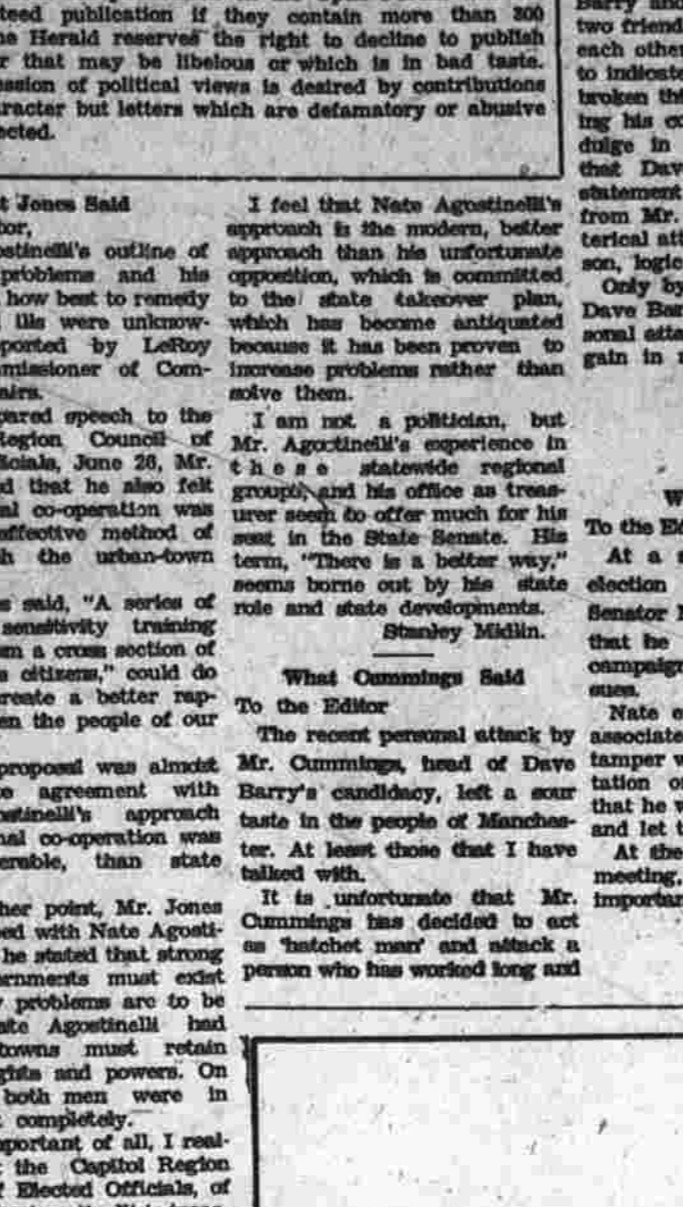 teed publication if they contain more than 300
he Herald reserves the right to decline to publish
r that may be libelous or which is in bad taste.
ssion of political views is desired by contributions
aracter but letters which are defamatory or abusive
ected.
t Jones Said
tor,
ostinelli's outline of
problems and his
how best to remedy
ills were unknow-
ported by LeRoy
mmissioner of Com-
airs.
pared speech to the
Region Council of
ficials, June 26, Mr.
d that he also felt
al co-operation was
effective method of
h the urban-town
s said, "A series of
sensitivity training
om a cross section of
s citizens," could do
create a better rap-
en the people of our
proposal was almost
e agreement with
ostinelli's approach
nal co-operation was
erable, than state
her point, Mr. Jones
ed with Nate Agosti-
he stated that strong
ernments must exist
y problems are to be
ate Agostinelli had
towns must retain
ghts and powers. On
both men were in
completely.
mportant of all, I real-
t the Capitol Region
f Elected Officials, of
I feel that Nate Agostinelli's
approach is the modern, better
approach than his unfortunate
opposition, which is committed
to the state takeover plan,
which has become antiquated
because it has been proven to
increase problems rather than
solve them.
I am not a politician, but
Mr. Agostinelli's experience in
these statewide regional
groups, and his office as treas-
urer seem to offer much for his
seat in the State Senate. His
term, "There is a better way,"
seems borne out by his state
role and state developments.
Stanley Midlin.
What Cummings Said
To the Editor
The recent personal attack by
Mr. Cummings, head of Dave
Barry's candidacy, left a sour
taste in the people of Manches-
ter. At least those that I have
talked with.
It is unfortunate that Mr.
Cummings has decided to act
as 'hatchet man' and attack a
person who has worked long and
Barry and
two friend
each other
to indicate
broken thi
ing his co
dulge in
that Dav
statement
from Mr.
terical att
son, logic
Only by
Dave Bar
sonal atta
gain in
W
To the Ed
At a s
election
Senator
that he
campaign
sues.
Nate e
associate
tamper w
tation o
that he w
and let t
At the
meeting,
importan